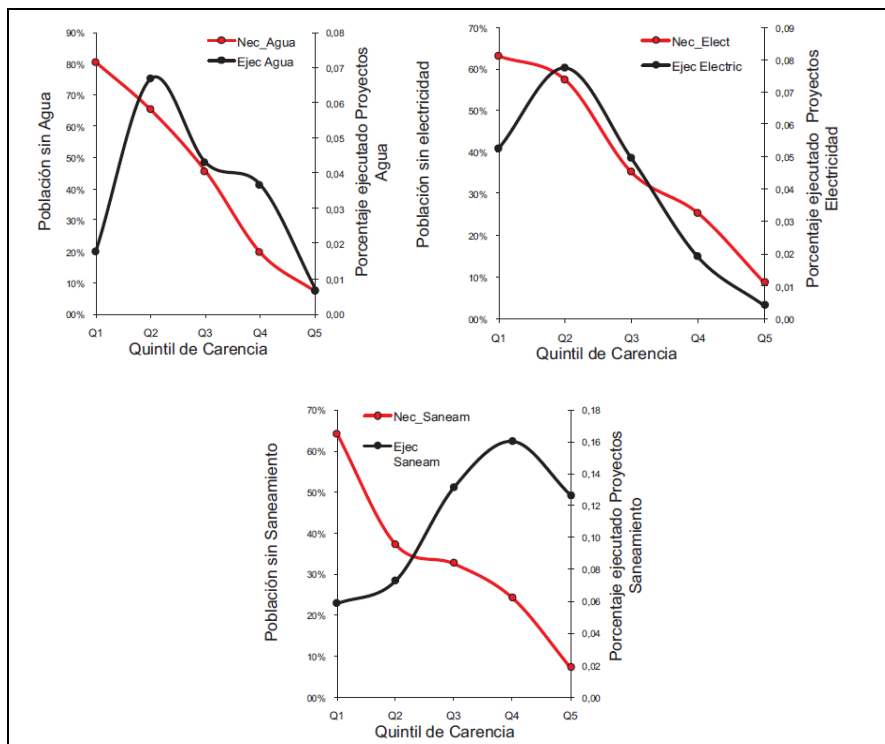 90%
80%
70%
60%
50%
40%
30%
20%
10%
00%
Población sin Agua
Nec_Agua
Ejec Agua
0,08
0,07
0,06
0,05
0,04
0,03
0,02
0,01
0,00
Porcentaje ejecutado Proyectos
Agua
Q1 Q2 Q3 Q4 Q5
Quintil de Carencia
70%
60%
50%
40%
30%
20%
10%
00%
Población sin electrisidad
Nec_Elect
Ejec Electric
0,09
0,08
0,07
0,06
0,05
0,04
0,03
0,02
0,01
0,00
Porcentaje ejecutado Proyectos
Electricidad
Q1 Q2 Q3 Q4 Q5
Quintil de Carencia
70%
60%
50%
40%
30%
20%
10%
00%
Población sin Saneamiento
Nec_Saneam
Ejec
Saneam
0,18
0,16
0,14
0,12
0,10
0,08
0,06
0,04
0,02
0,00
Porcentaje ejecutado Proyectos
Saneamiento
Q1 Q2 Q3 Q4 Q5
Quintil de Carencia